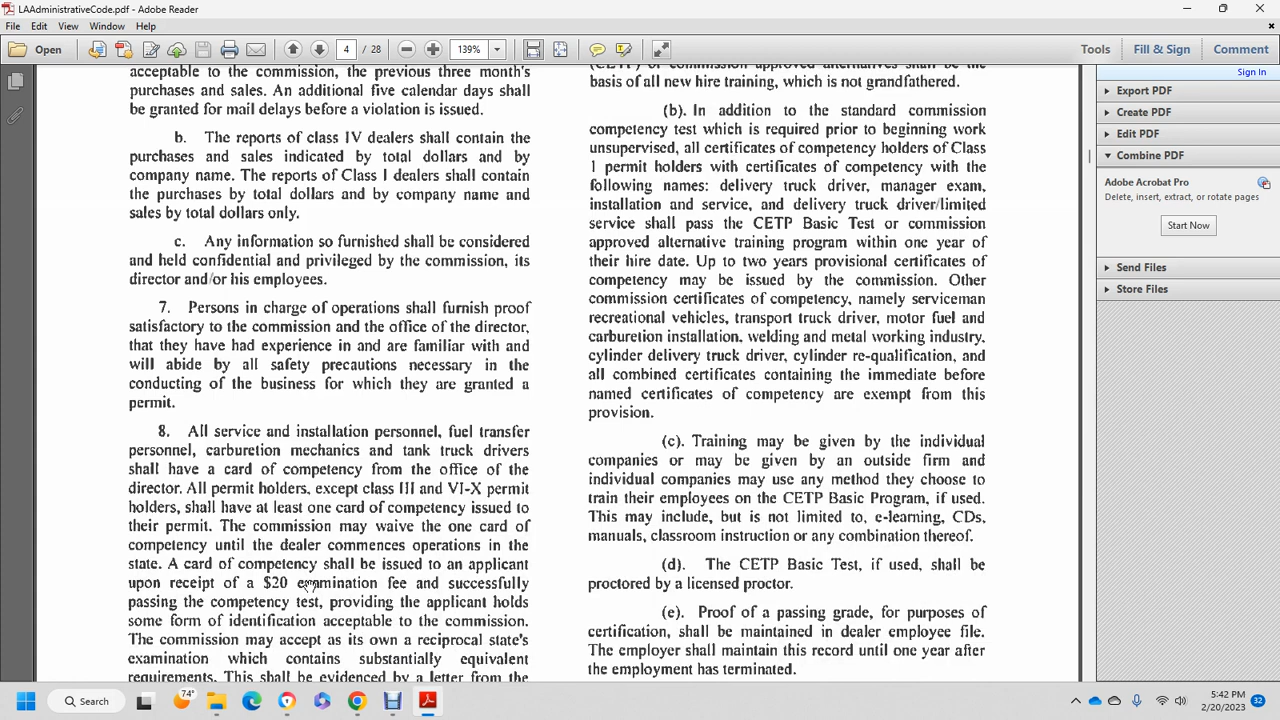 LAAdministrativeCode.pdf - Adobe Reader
File Edit View Window Help
Open
4 / 28
139%
Tools
Fill & Sign
Comment
acceptable to the commission, the previous three month's
purchases and sales. An additional five calendar days shall
be granted for mail delays before a violation is issued.
b. The reports of class IV dealers shall contain the
purchases and sales indicated by total dollars and by
company name. The reports of Class I dealers shall contain
the purchases by total dollars and by company name and
sales by total dollars only.
c. Any information so furnished shall be considered
and held confidential and privileged by the commission, its
director and/or his employees.
7. Persons in charge of operations shall furnish proof
satisfactory to the commission and the office of the director,
that they have had experience in and are familiar with and
will abide by all safety precautions necessary in the
conducting of the business for which they are granted a
permit.
8. All service and installation personnel, fuel transfer
personnel, carburetion mechanics and tank truck drivers
shall have a card of competency from the office of the
director. All permit holders, except class III and VI-X permit
holders, shall have at least one card of competency issued to
their permit. The commission may waive the one card of
competency until the dealer commences operations in the
state. A card of competency shall be issued to an applicant
upon receipt of a $20 examination fee and successfully
passing the competency test, providing the applicant holds
some form of identification acceptable to the commission.
The commission may accept as its own a reciprocal state's
examination which contains substantially equivalent
requirements. This shall be evidenced by a letter from the
(CETP) or commission approved alternatives shall be the
basis of all new hire training, which is not grandfathered.
(b). In addition to the standard commission
competency test which is required prior to beginning work
unsupervised, all certificates of competency holders of Class
1 permit holders with certificates of competency with the
following names: delivery truck driver, manager exam,
installation and service, and delivery truck driver/limited
service shall pass the CETP Basic Test or commission
approved alternative training program within one year of
their hire date. Up to two years provisional certificates of
competency may be issued by the commission. Other
commission certificates of competency, namely serviceman
recreational vehicles, transport truck driver, motor fuel and
carburetion installation, welding and metal working industry,
cylinder delivery truck driver, cylinder re-qualification, and
all combined certificates containing the immediate before
named certificates of competency are exempt from this
provision.
(c). Training may be given by the individual
companies or may be given by an outside firm and
individual companies may use any method they choose to
train their employees on the CETP Basic Program, if used.
This may include, but is not limited to, e-learning, CDs,
manuals, classroom instruction or any combination thereof.
(d). The CETP Basic Test, if used, shall be
proctored by a licensed proctor.
(e). Proof of a passing grade, for purposes of
certification, shall be maintained in dealer employee file.
The employer shall maintain this record until one year after
the employment has terminated.
Sign In
Export PDF
Create PDF
Edit PDF
Combine PDF
Adobe Acrobat Pro
Delete, insert, extract, or rotate pages
Start Now
Send Files
Store Files
Search
74°
5:42 PM
2/20/2023
32